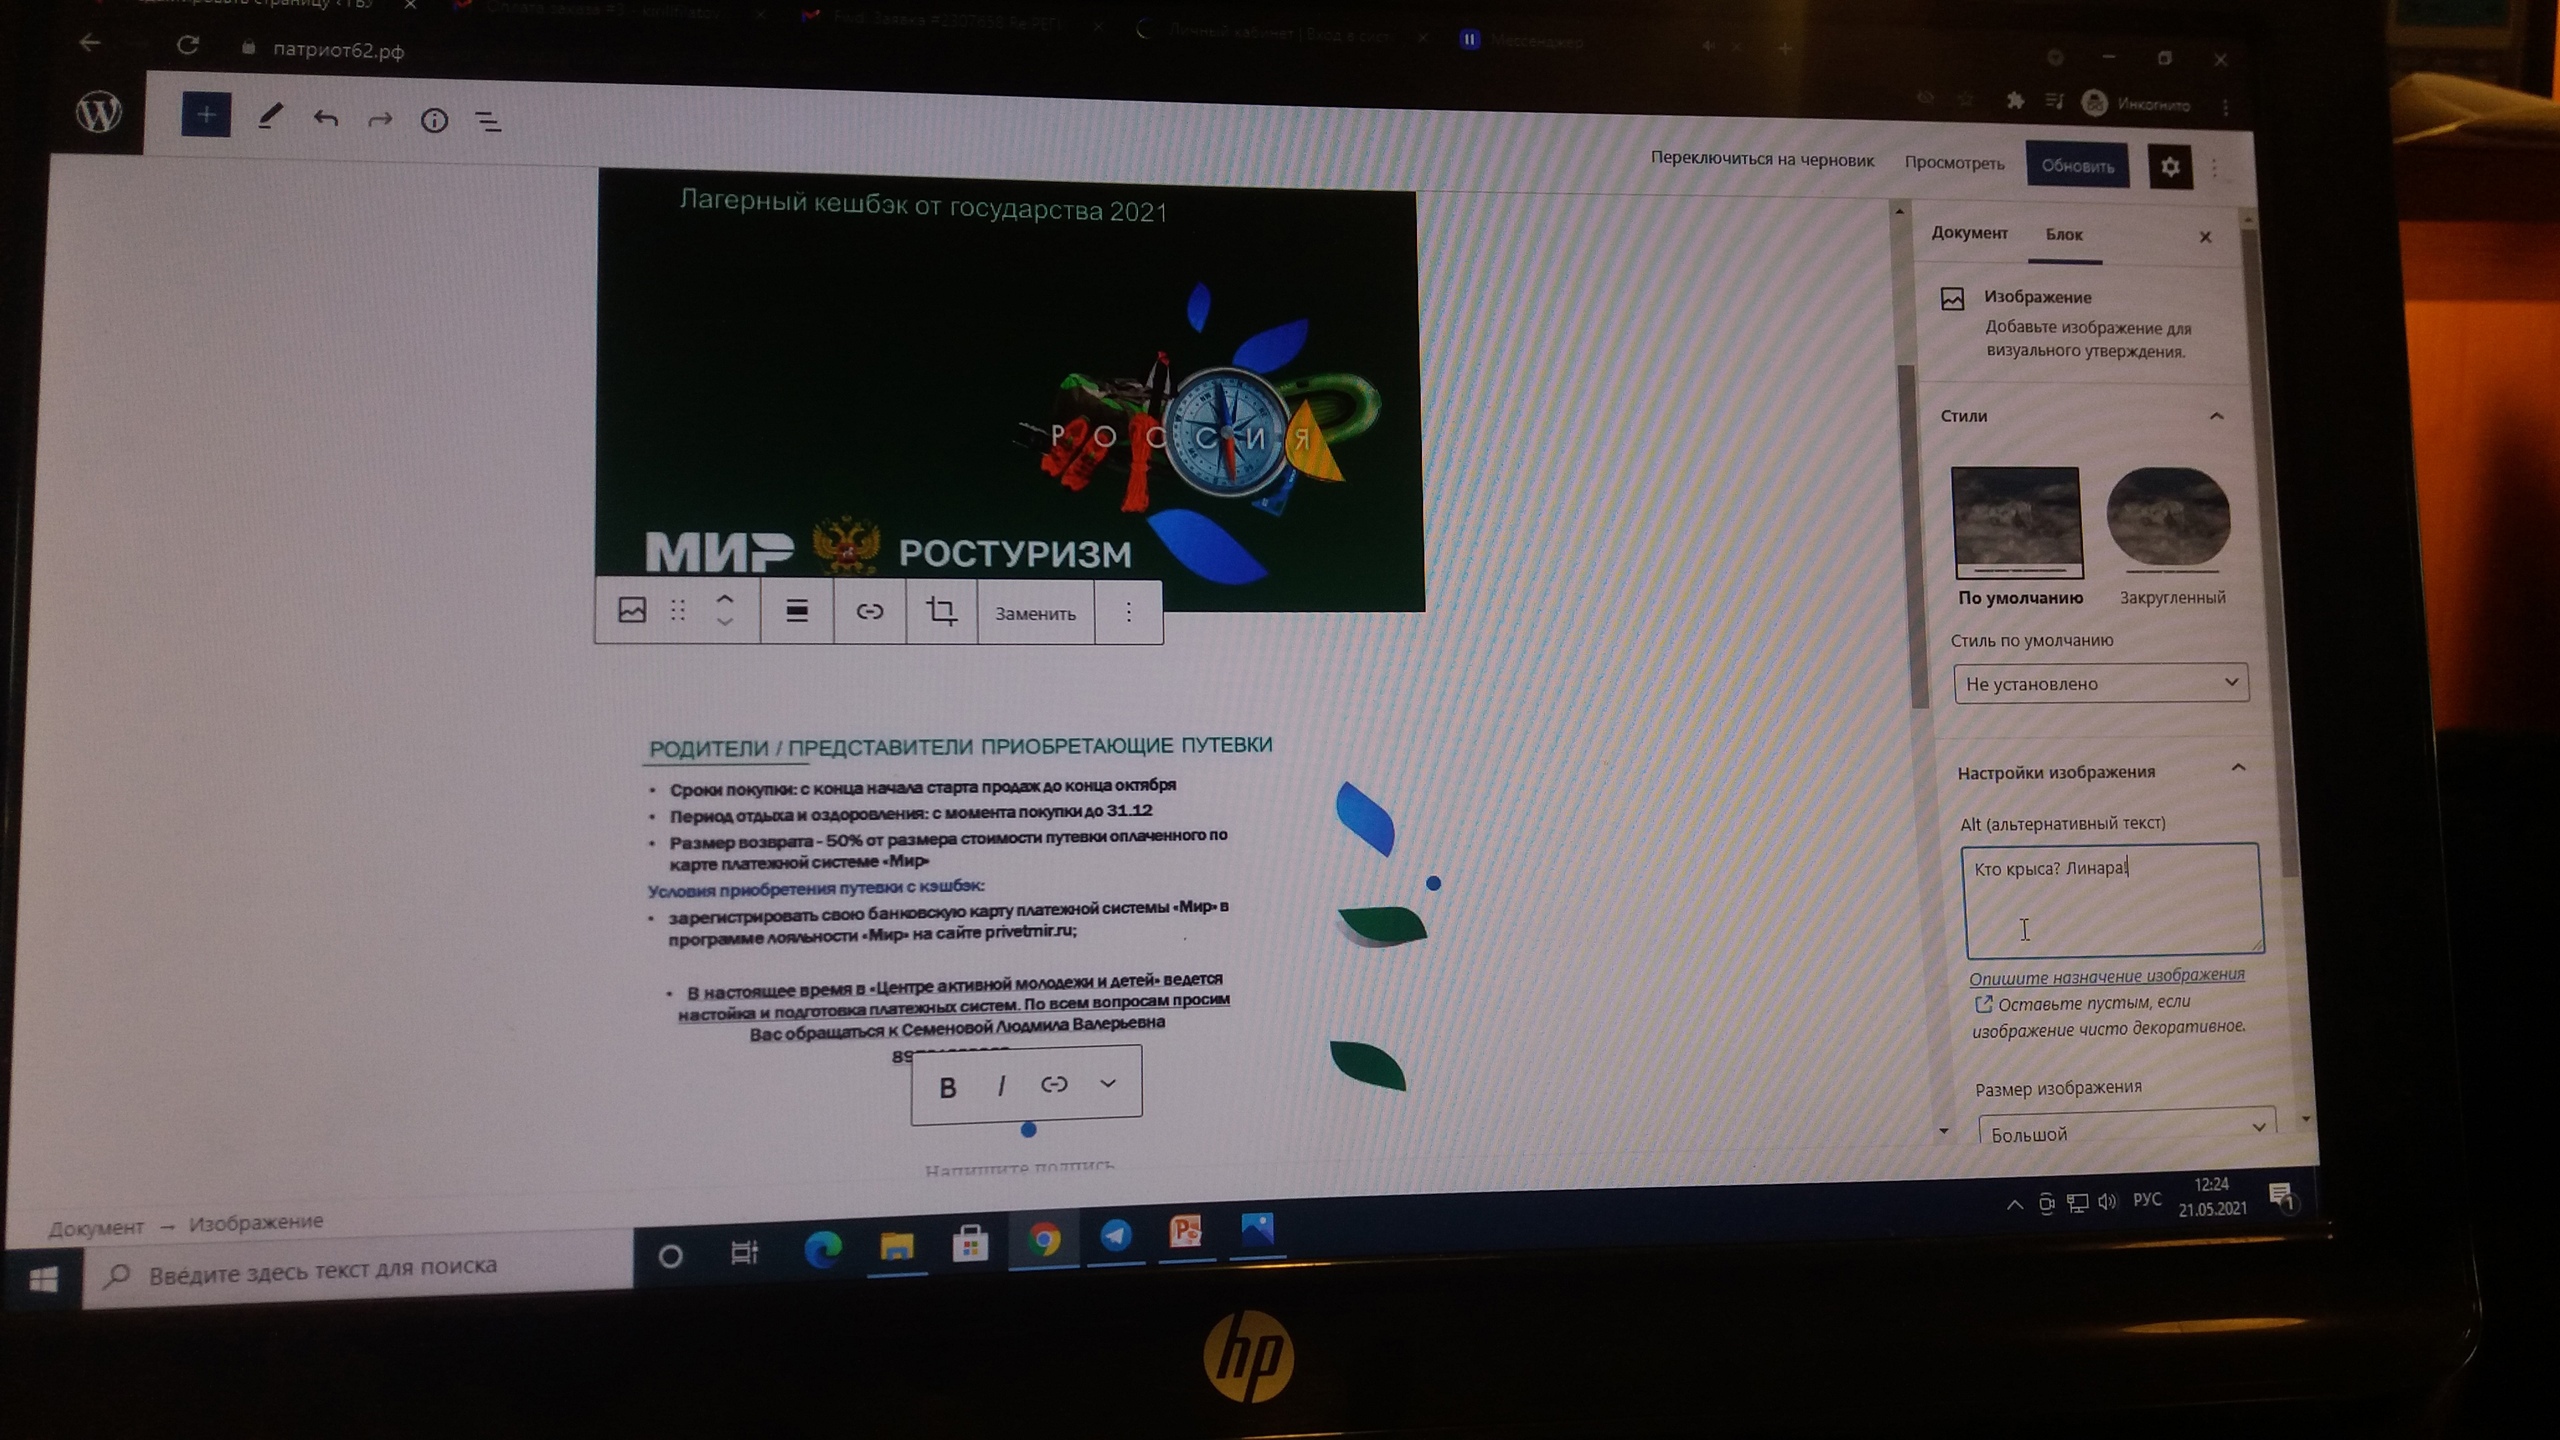 патриот62.рф
Мессенджер
Инкогнито
Переключиться на черновик
Просмотреть
Обновить
Лагерный кешбэк от государства 2021
РОССИЯ
МИР
РОСТУРИЗМ
Заменить
РОДИТЕЛИ / ПРЕДСТАВИТЕЛИ ПРИОБРЕТАЮЩИЕ ПУТЕВКИ
• Сроки покупки: с конца начала старта продаж до конца октября
• Период отдыха и оздоровления: с момента покупки до 31.12
• Размер возврата - 50% от размера стоимости путевки оплаченного по
карте платежной системе «Мир»
Условия приобретения путевки с кэшбэк:
• зарегистрировать свою банковскую карту платежной системы «Мир» в
программе лояльности «Мир» на сайте privetmir.ru;
• В настоящее время в «Центре активной молодежи и детей» ведется
настойка и подготовка платежных систем. По всем вопросам просим
Вас обращаться к Семеновой Людмила Валерьевна
B I
Напишите подпись
Документ
Блок
Изображение
Добавьте изображение для
визуального утверждения.
Стили
По умолчанию
Закругленный
Стиль по умолчанию
Не установлено
Настройки изображения
Alt (альтернативный текст)
Кто крыса? Линара!
Опишите назначение изображения
Оставьте пустым, если
изображение чисто декоративное.
Размер изображения
Большой
Документ → Изображение
Введите здесь текст для поиска
РУС
12:24
21.05.2021
1
hp